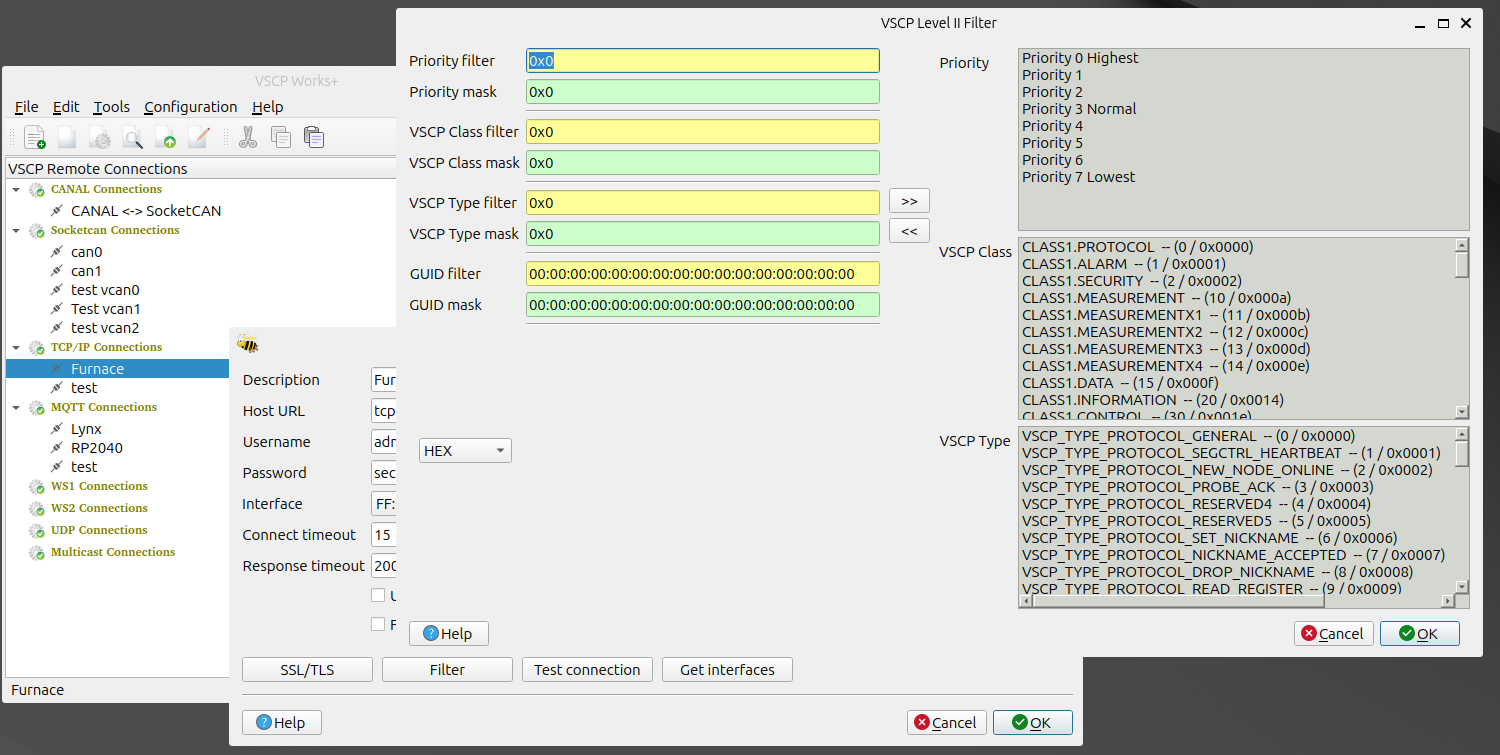 VSCP Works+
File Edit Tools Configuration Help
VSCP Remote Connections
CANAL Connections
CANAL <-> SocketCAN
Socketcan Connections
can0
can1
test vcan0
Test vcan1
test vcan2
TCP/IP Connections
Furnace
test
MQTT Connections
Lynx
RP2040
test
WS1 Connections
WS2 Connections
UDP Connections
Multicast Connections
Furnace
Description Fur
Host URL tcp
Username adm
Password sec
Interface FF:
Connect timeout 15
Response timeout 200
SSL/TLS Filter Test connection Get interfaces
Help Cancel OK
VSCP Level II Filter
Priority filter 0x0
Priority mask 0x0
VSCP Class filter 0x0
VSCP Class mask 0x0
VSCP Type filter 0x0
VSCP Type mask 0x0
GUID filter 00:00:00:00:00:00:00:00:00:00:00:00:00:00:00:00
GUID mask 00:00:00:00:00:00:00:00:00:00:00:00:00:00:00:00
HEX
>>
<<
Priority
Priority 0 Highest
Priority 1
Priority 2
Priority 3 Normal
Priority 4
Priority 5
Priority 6
Priority 7 Lowest
VSCP Class
CLASS1.PROTOCOL -- (0 / 0x0000)
CLASS1.ALARM -- (1 / 0x0001)
CLASS1.SECURITY -- (2 / 0x0002)
CLASS1.MEASUREMENT -- (10 / 0x000a)
CLASS1.MEASUREMENTX1 -- (11 / 0x000b)
CLASS1.MEASUREMENTX2 -- (12 / 0x000c)
CLASS1.MEASUREMENTX3 -- (13 / 0x000d)
CLASS1.MEASUREMENTX4 -- (14 / 0x000e)
CLASS1.DATA -- (15 / 0x000f)
CLASS1.INFORMATION -- (20 / 0x0014)
CLASS1.CONTROL -- (30 / 0x001e)
VSCP Type
VSCP_TYPE_PROTOCOL_GENERAL -- (0 / 0x0000)
VSCP_TYPE_PROTOCOL_SEGCTRL_HEARTBEAT -- (1 / 0x0001)
VSCP_TYPE_PROTOCOL_NEW_NODE_ONLINE -- (2 / 0x0002)
VSCP_TYPE_PROTOCOL_PROBE_ACK -- (3 / 0x0003)
VSCP_TYPE_PROTOCOL_RESERVED4 -- (4 / 0x0004)
VSCP_TYPE_PROTOCOL_RESERVED5 -- (5 / 0x0005)
VSCP_TYPE_PROTOCOL_SET_NICKNAME -- (6 / 0x0006)
VSCP_TYPE_PROTOCOL_NICKNAME_ACCEPTED -- (7 / 0x0007)
VSCP_TYPE_PROTOCOL_DROP_NICKNAME -- (8 / 0x0008)
VSCP_TYPE_PROTOCOL_READ_REGISTER -- (9 / 0x0009)
Help Cancel OK